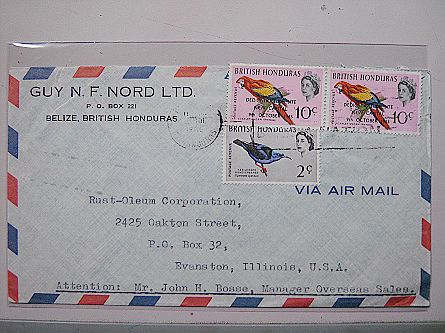 GUY N. F. NORD LTD.
P. O. BOX 221
BELIZE, BRITISH HONDURAS
BRITISH HONDURAS
10c
BRITISH HONDURAS
10c
BRITISH HONDURAS
2c
VIA AIR MAIL
Rust-Oleum Corporation,
2425 Oakton Street,
P.O. Box 32,
Evanston, Illinois, U.S.A.
Attention: Mr. John H. Bosse, Manager Overseas Sales.